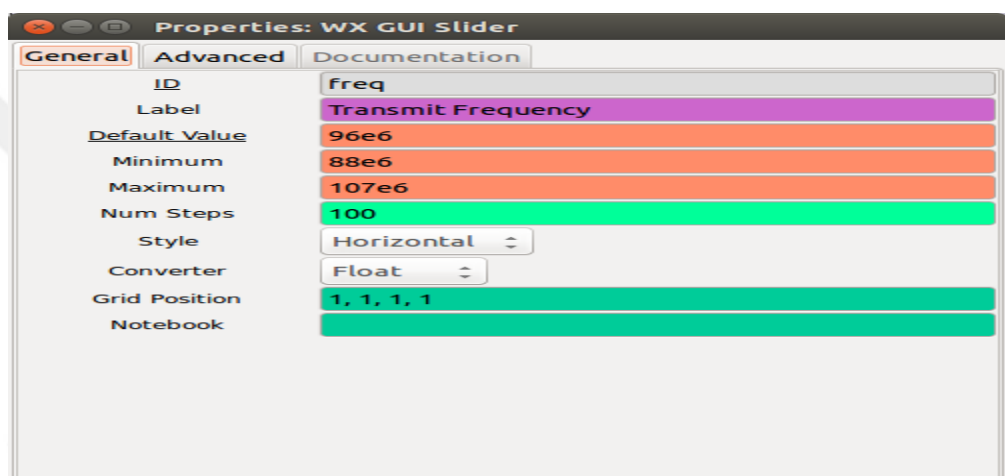 Properties: WX GUI Slider
General Advanced Documentation
ID freq
Label Transmit Frequency
Default Value 96e6
Minimum 88e6
Maximum 107e6
Num Steps 100
Style Horizontal
Converter Float
Grid Position 1, 1, 1, 1
Notebook